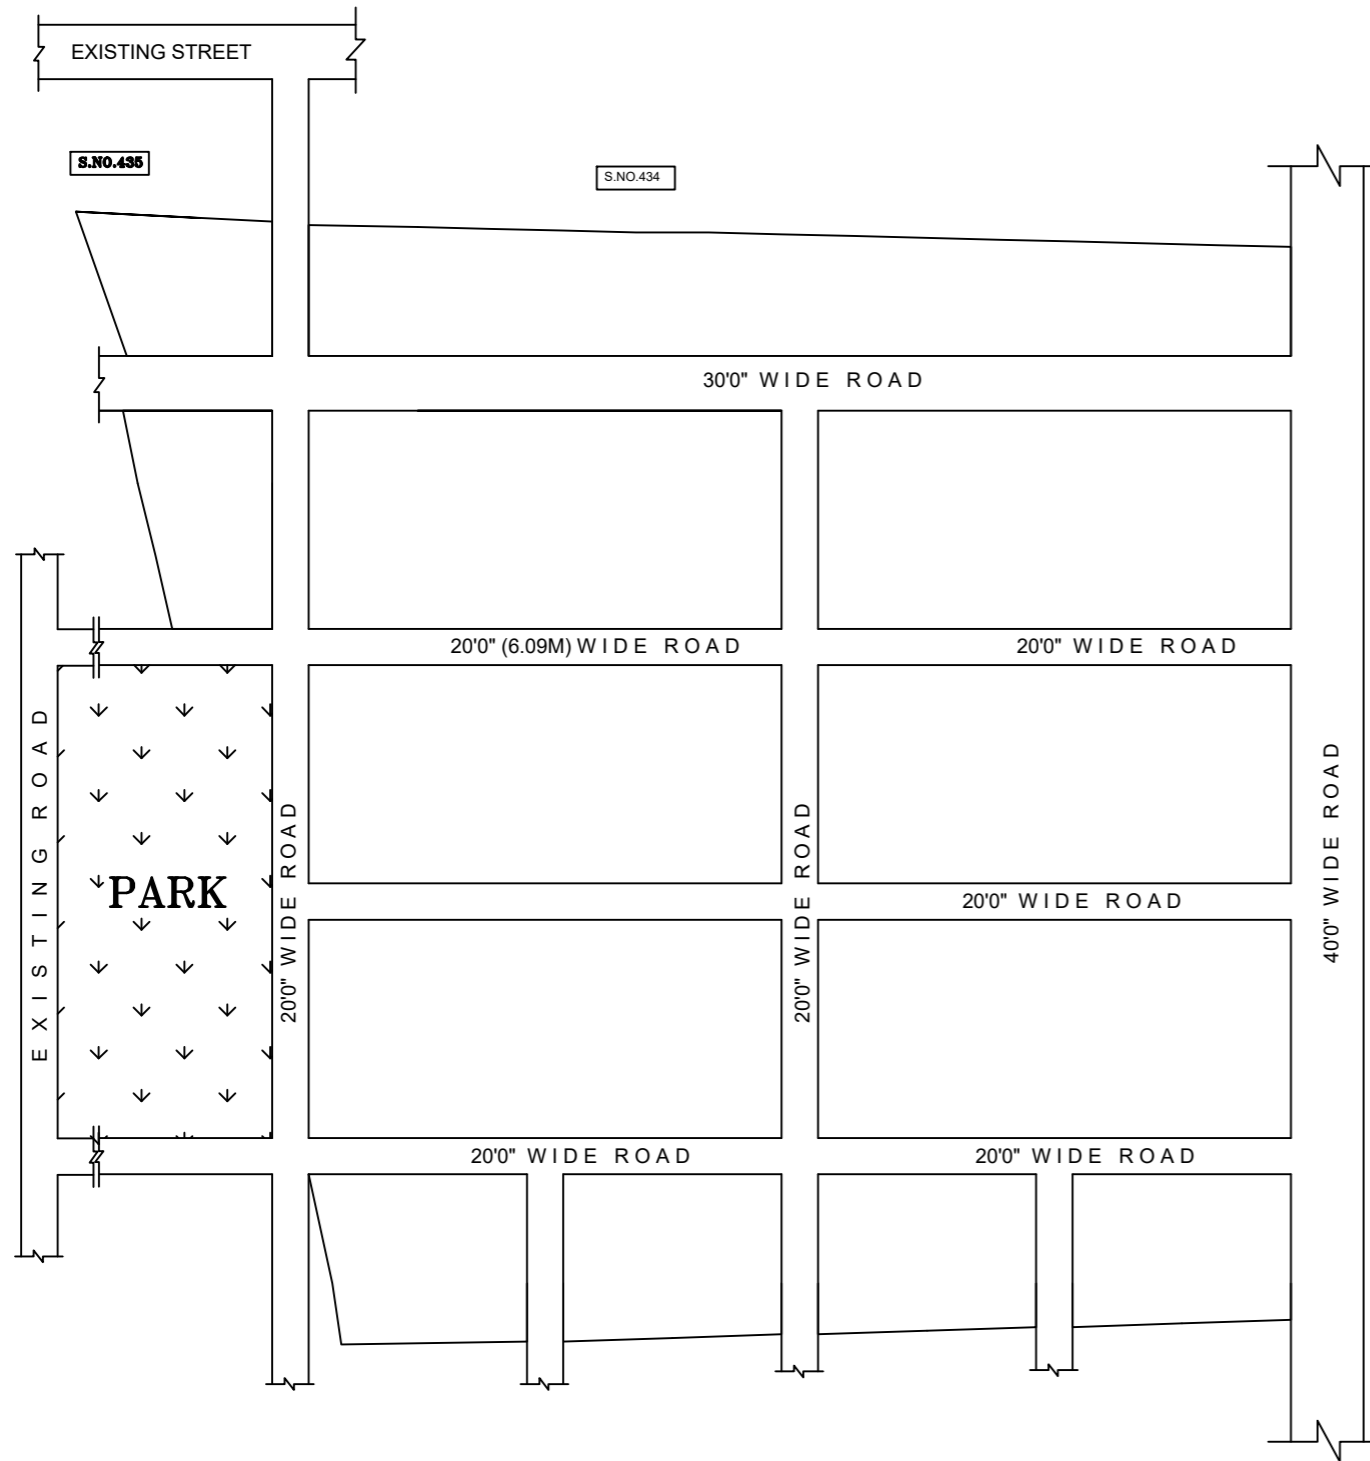 EXISTING STREET
S.NO.435
S.NO.434
30'0" WIDE ROAD
20'0" (6.09M) WIDE ROAD
20'0" WIDE ROAD
EXISTING ROAD
PARK
20'0" WIDE ROAD
20'0" WIDE ROAD
40'0" WIDE ROAD
20'0" WIDE ROAD
20'0" WIDE ROAD
20'0" WIDE ROAD